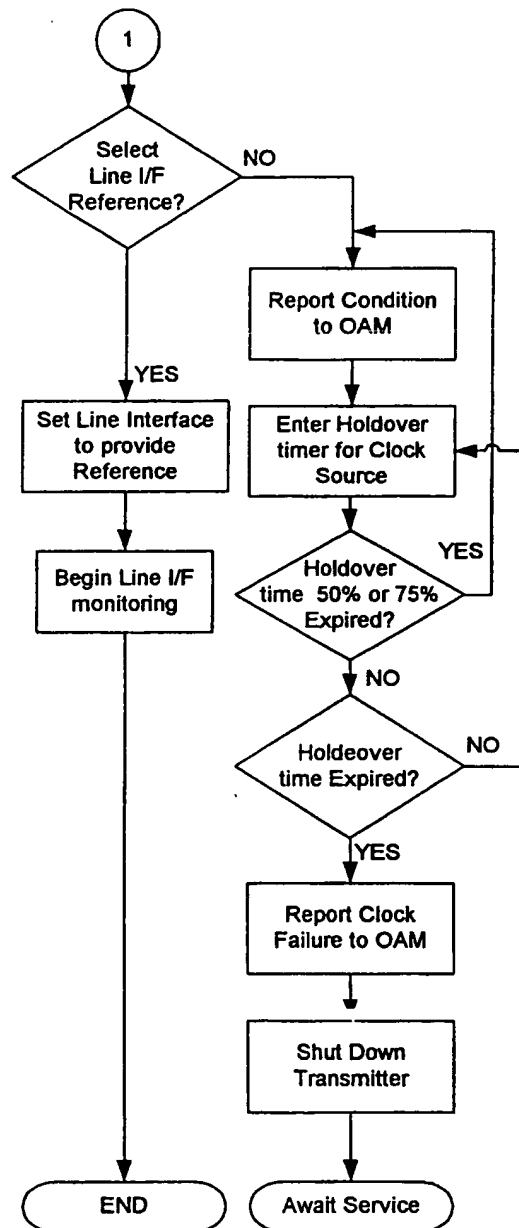 1
Select
Line I/F
Reference?
NO
YES
Set Line Interface
to provide
Reference
Begin Line I/F
monitoring
END
Report Condition
to OAM
Enter Holdover
timer for Clock
Source
YES
Holdover
time 50% or 75%
Expired?
NO
Holdeover
time Expired?
NO
YES
Report Clock
Failure to OAM
Shut Down
Transmitter
Await Service